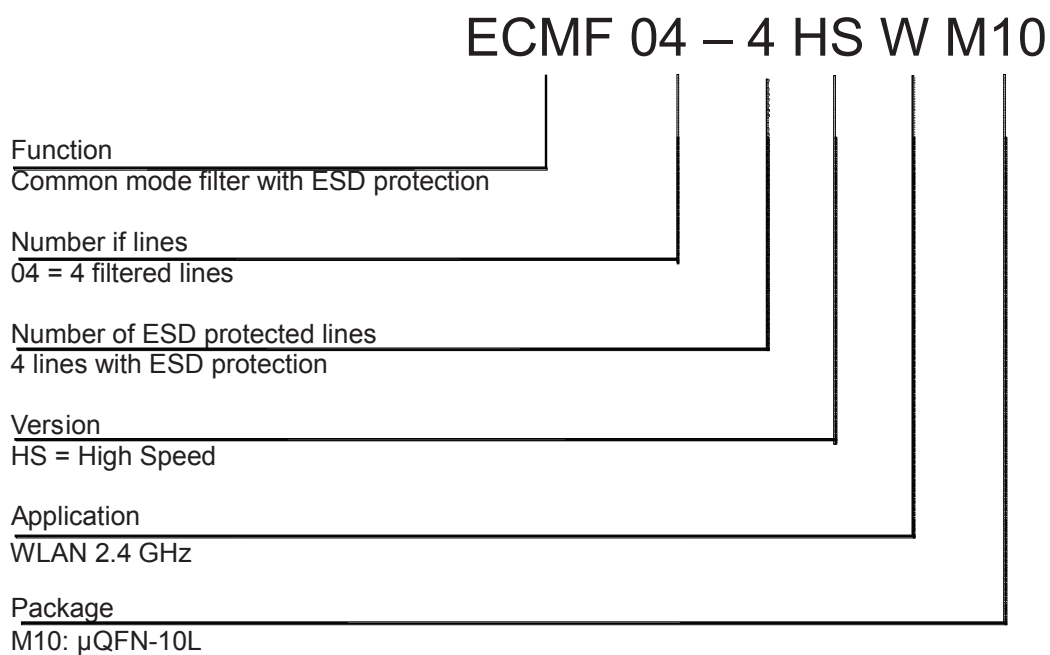 ECMF 04 – 4 HS W M10
Function
Common mode filter with ESD protection
Number if lines
04 = 4 filtered lines
Number of ESD protected lines
4 lines with ESD protection
Version
HS = High Speed
Application
WLAN 2.4 GHz
Package
M10: µQFN-10L